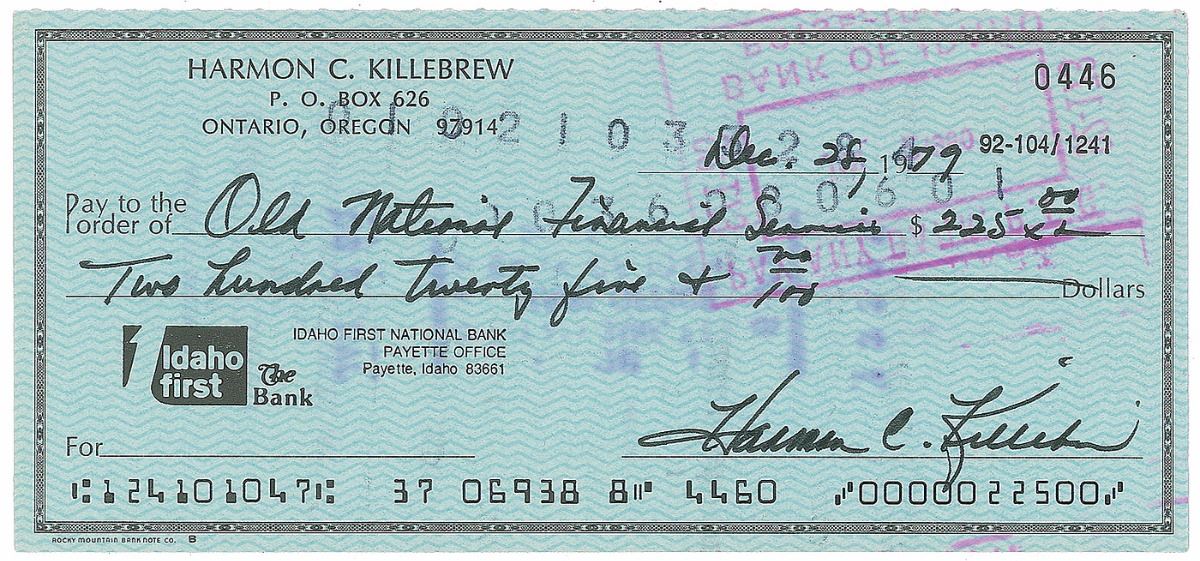 HARMON C. KILLEBREW
P. O. BOX 626
ONTARIO, OREGON 97914
0446
Dec. 28, 1979
92-104/1241
Pay to the
order of Old National Financial Services $ 225 x 00
Two hundred twenty five & no/100 Dollars
Idaho
first
The
Bank
IDAHO FIRST NATIONAL BANK
PAYETTE OFFICE
Payette, Idaho 83661
For
Harmon C. Killebrew
⑆124101047⑆ 37 06938 8⑈ 4460 ⑈0000022500⑈
ROCKY MOUNTAIN BANK NOTE CO. B
BANK OF IDAHO